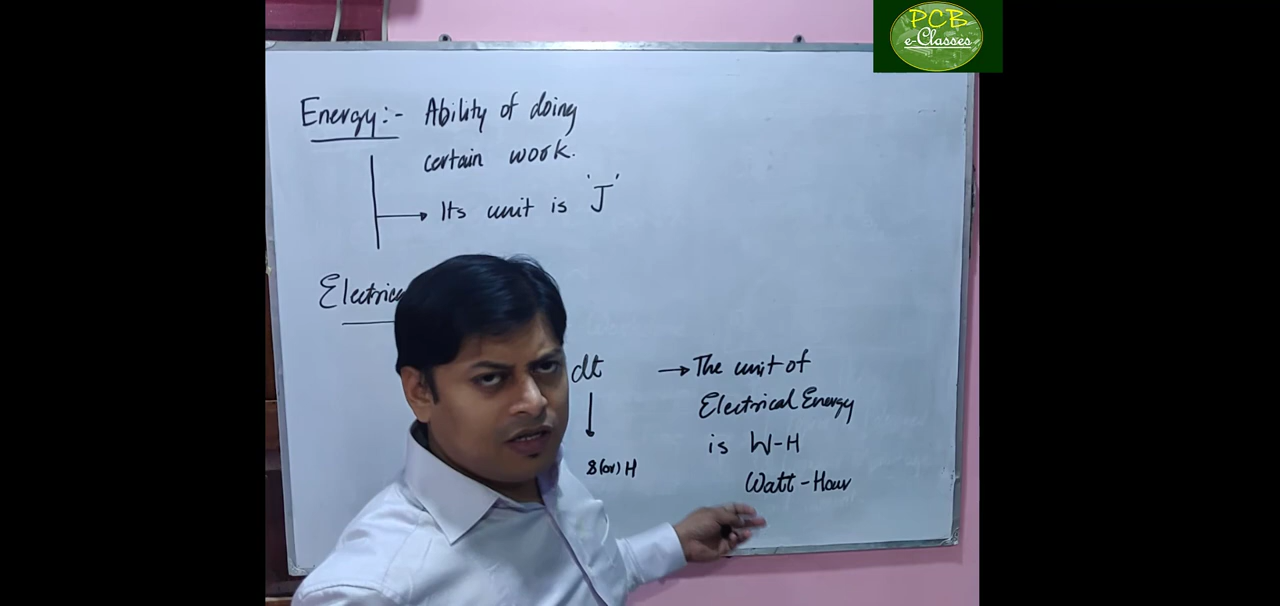 PCB
e-Classes
Energy:- Ability of doing
certain work.
Its unit is 'J'
dt
→ The unit of
Electrical Energy
is W-H
S(or) H
Watt-Hour